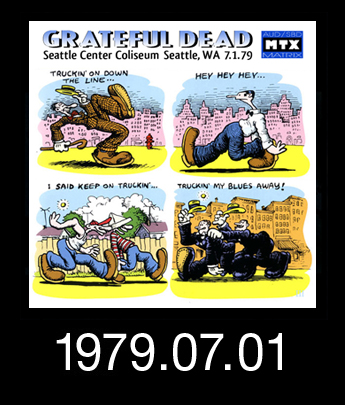 GRATEFUL DEAD
Seattle Center Coliseum Seattle, WA 7.1.79
AUD/SBD
MTX
MATRIX
TRUCKIN' ON DOWN
THE LINE...
HEY HEY HEY...
I SAID KEEP ON TRUCKIN'...
TRUCKIN' MY BLUES AWAY!
1979.07.01